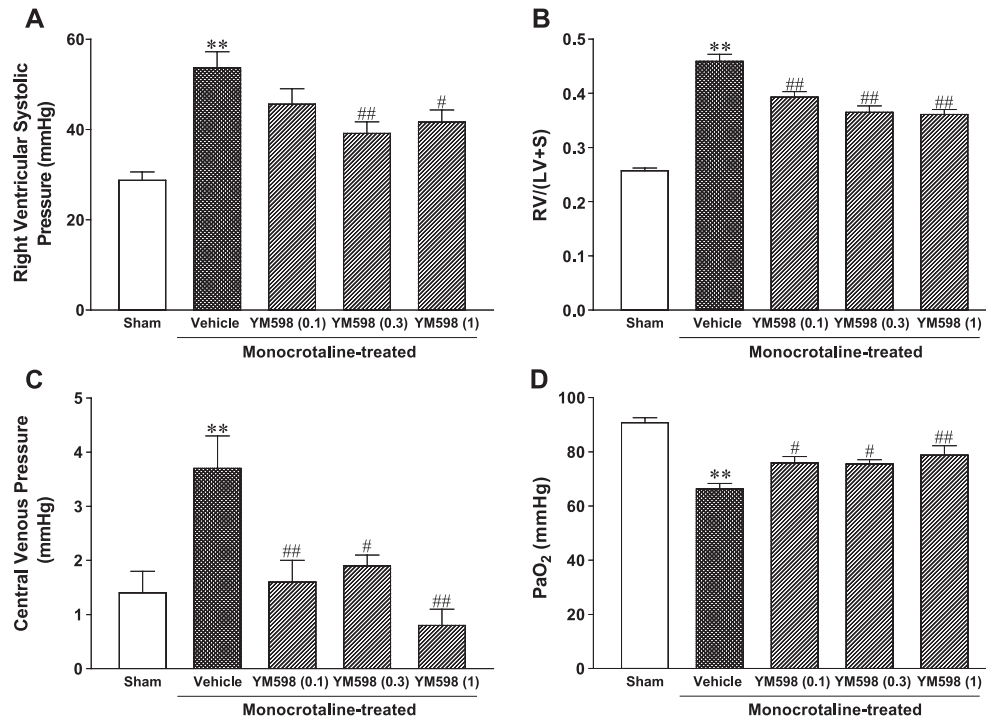 A
Right Ventricular Systolic
Pressure (mmHg)
60
40
20
0
**
##
#
Sham
Vehicle
YM598 (0.1)
YM598 (0.3)
YM598 (1)
Monocrotaline-treated
B
RV/(LV+S)
0.5
0.4
0.3
0.2
0.1
0.0
**
##
##
##
Sham
Vehicle
YM598 (0.1)
YM598 (0.3)
YM598 (1)
Monocrotaline-treated
C
Central Venous Pressure
(mmHg)
5
4
3
2
1
0
**
##
#
##
Sham
Vehicle
YM598 (0.1)
YM598 (0.3)
YM598 (1)
Monocrotaline-treated
D
PaO2 (mmHg)
100
80
60
40
20
0
**
#
#
##
Sham
Vehicle
YM598 (0.1)
YM598 (0.3)
YM598 (1)
Monocrotaline-treated